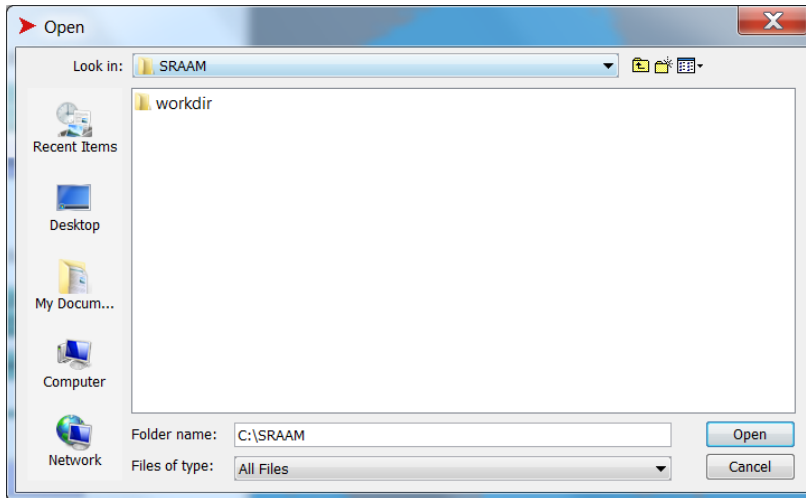 Open
Look in: SRAAM
workdir
Recent Items
Desktop
My Docum...
Computer
Network
Folder name: C:\SRAAM
Open
Files of type: All Files
Cancel